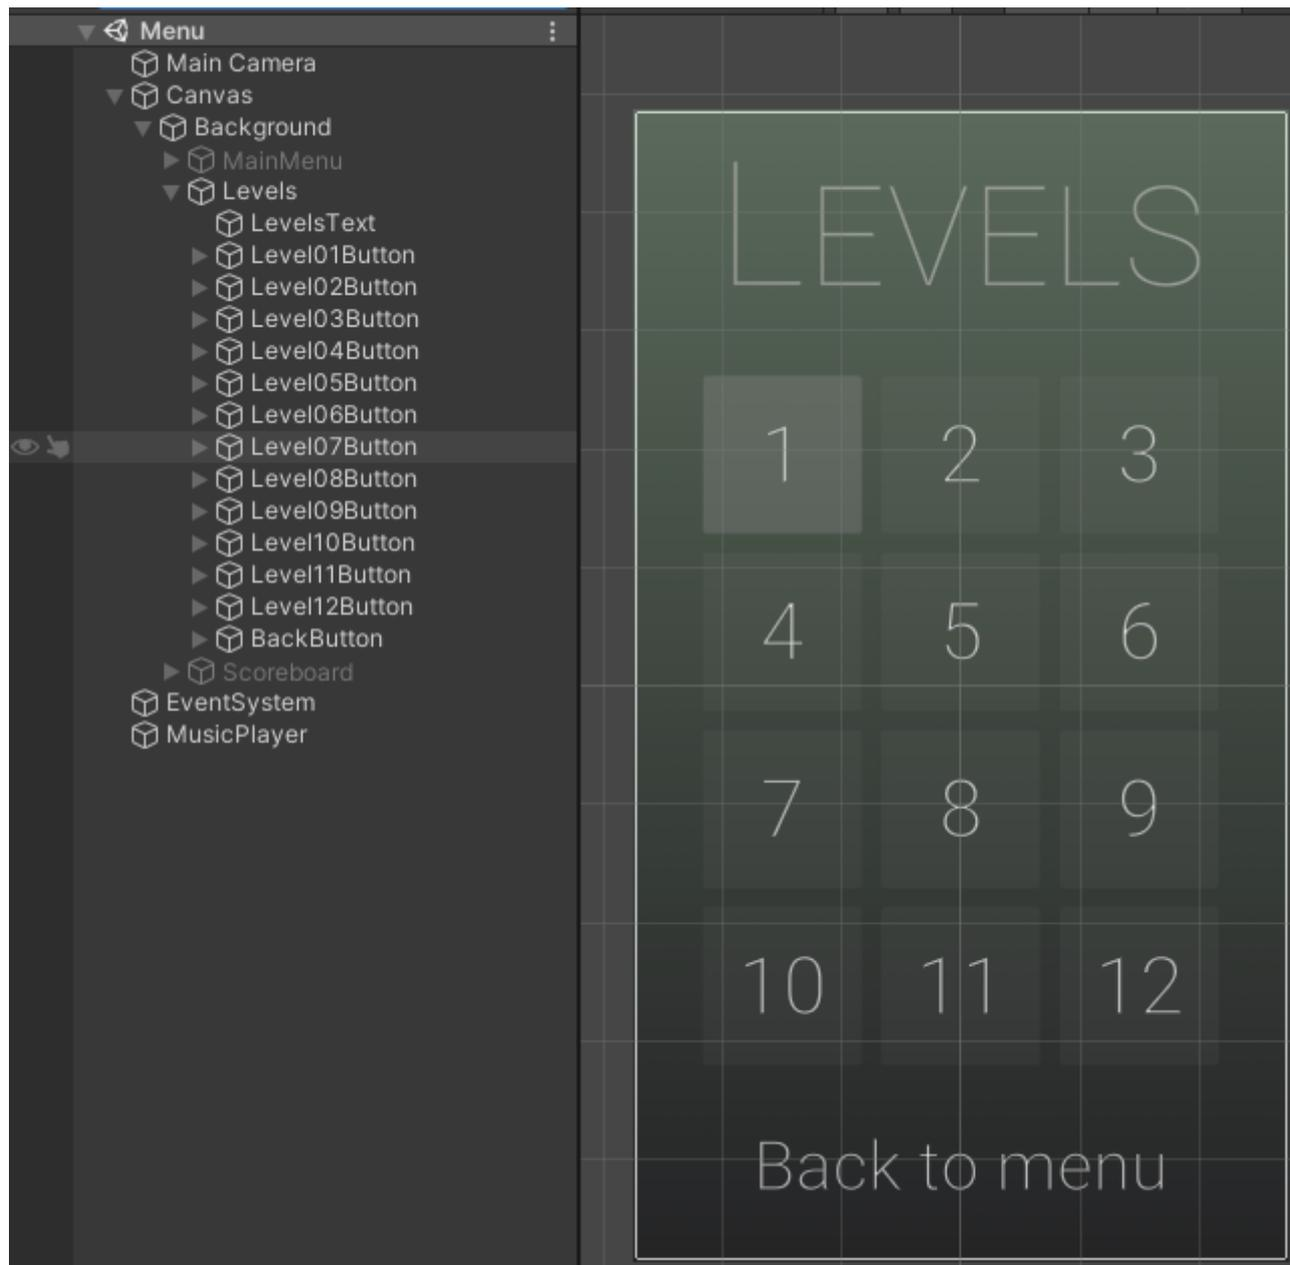 Menu
Main Camera
Canvas
Background
MainMenu
Levels
LevelsText
Level01Button
Level02Button
Level03Button
Level04Button
Level05Button
Level06Button
Level07Button
Level08Button
Level09Button
Level10Button
Level11Button
Level12Button
BackButton
Scoreboard
EventSystem
MusicPlayer
LEVELS
1 2 3
4 5 6
7 8 9
10 11 12
Back to menu